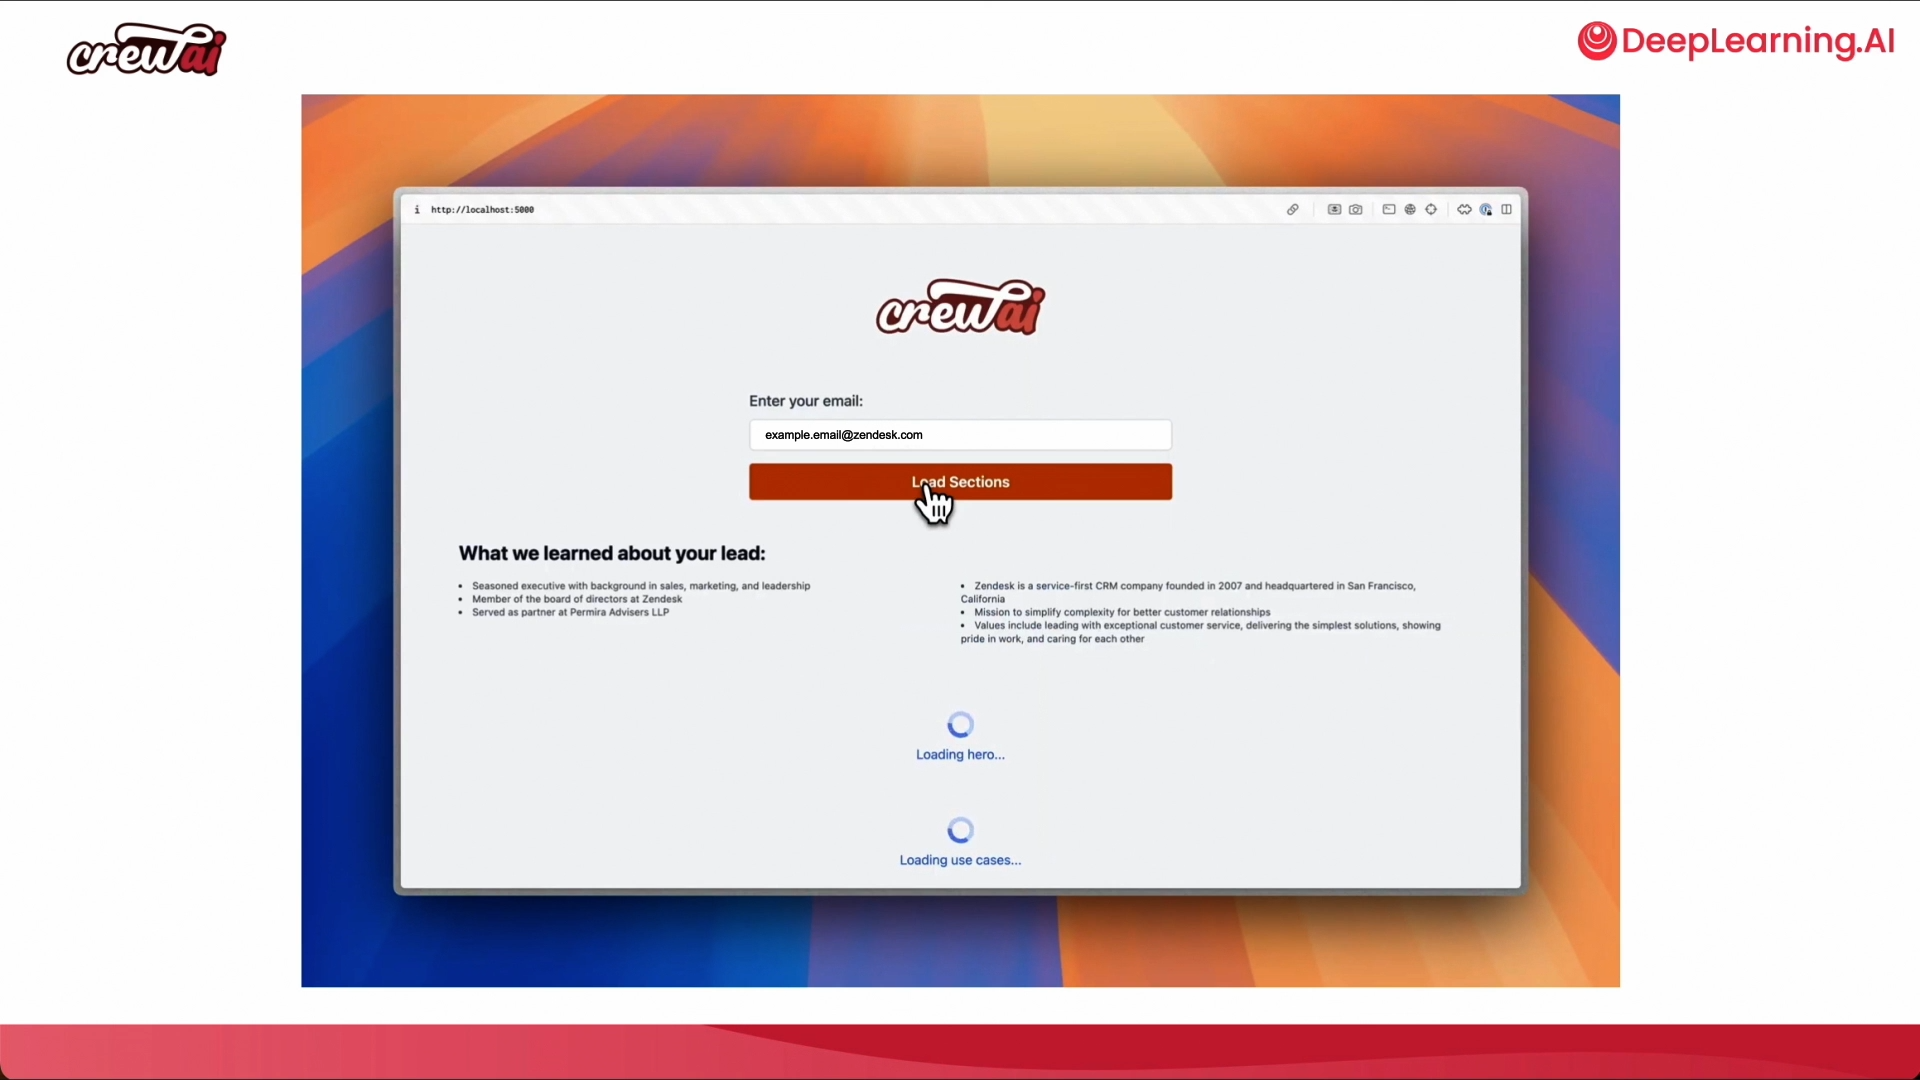 crewai
DeepLearning.AI
http://localhost:5000
crewai
Enter your email:
example.email@zendesk.com
Load Sections
What we learned about your lead:
• Seasoned executive with background in sales, marketing, and leadership
• Member of the board of directors at Zendesk
• Served as partner at Permira Advisers LLP
• Zendesk is a service-first CRM company founded in 2007 and headquartered in San Francisco,
California
• Mission to simplify complexity for better customer relationships
• Values include leading with exceptional customer service, delivering the simplest solutions, showing
pride in work, and caring for each other
Loading hero...
Loading use cases...